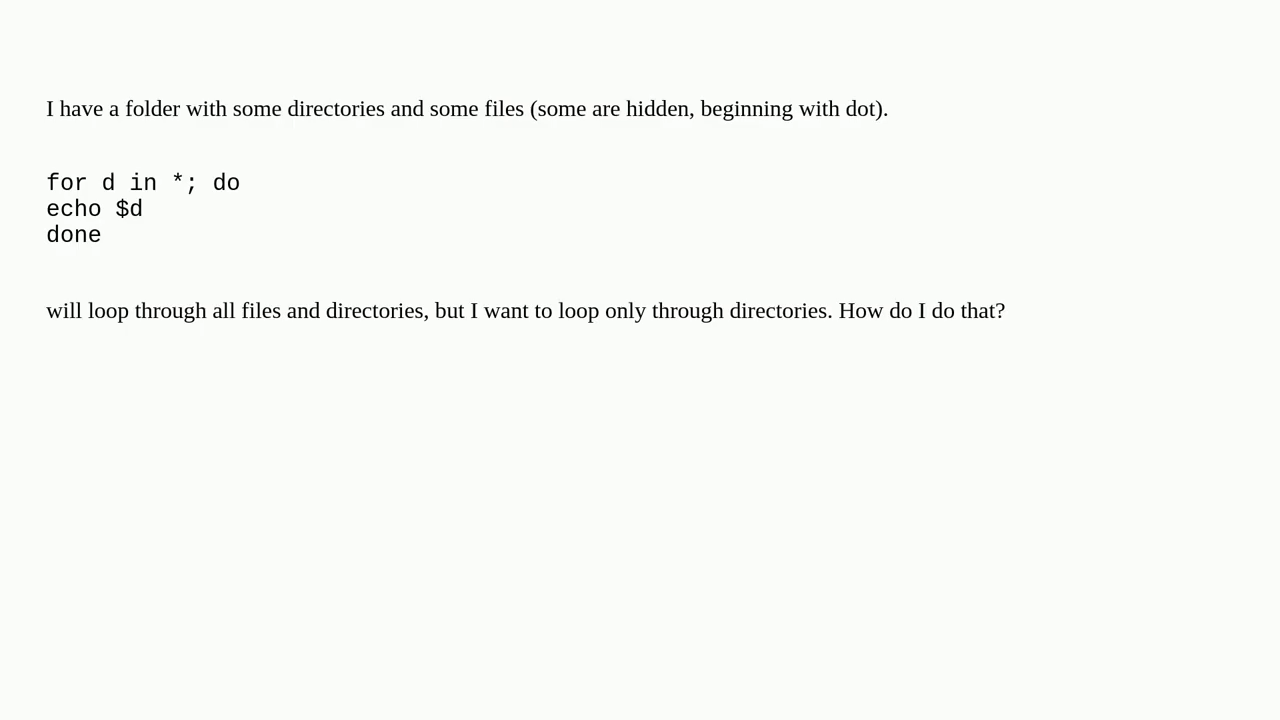 I have a folder with some directories and some files (some are hidden, beginning with dot).
for d in *; do
echo $d
done
will loop through all files and directories, but I want to loop only through directories. How do I do that?